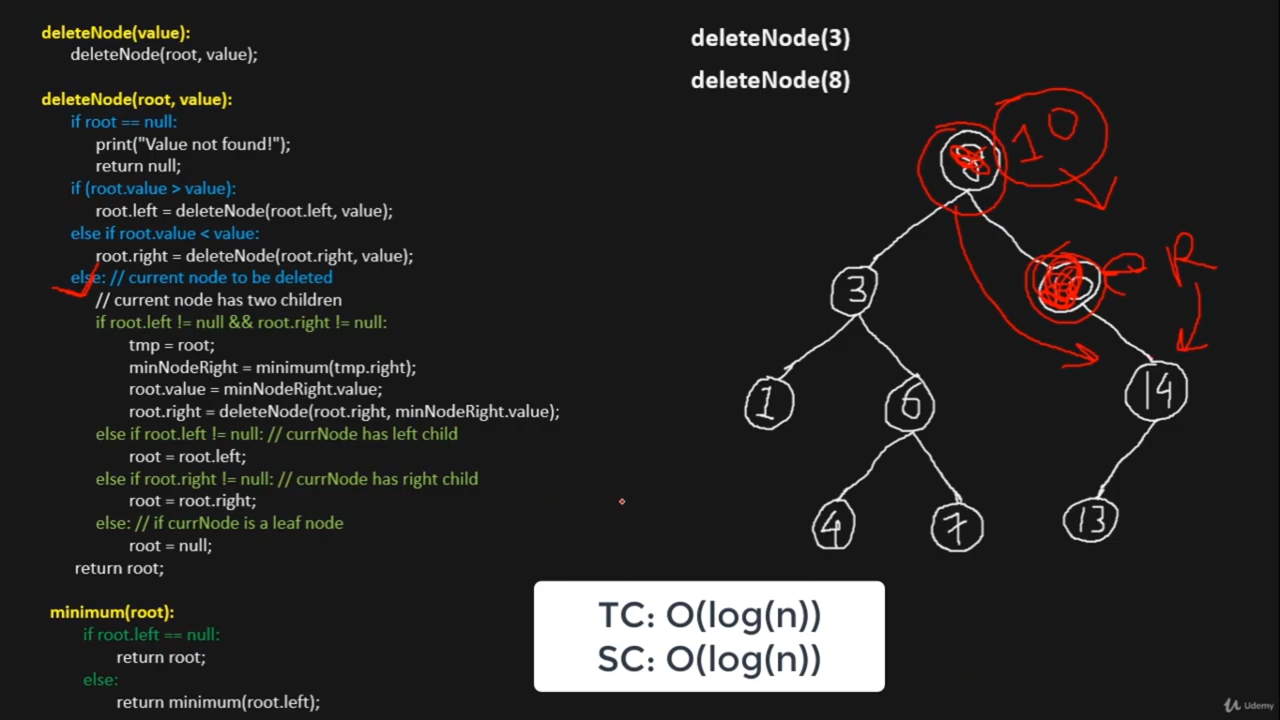 deleteNode(value):
deleteNode(root, value);
deleteNode(root, value):
if root == null:
print("Value not found!");
return null;
if (root.value > value):
root.left = deleteNode(root.left, value);
else if root.value < value:
root.right = deleteNode(root.right, value);
else: // current node to be deleted
// current node has two children
if root.left != null && root.right != null:
tmp = root;
minNodeRight = minimum(tmp.right);
root.value = minNodeRight.value;
root.right = deleteNode(root.right, minNodeRight.value);
else if root.left != null: // currNode has left child
root = root.left;
else if root.right != null: // currNode has right child
root = root.right;
else: // if currNode is a leaf node
root = null;
return root;
minimum(root):
if root.left == null:
return root;
else:
return minimum(root.left);
deleteNode(3)
deleteNode(8)
10
3
R
1
6
14
4
7
13
TC: O(log(n))
SC: O(log(n))
Udemy